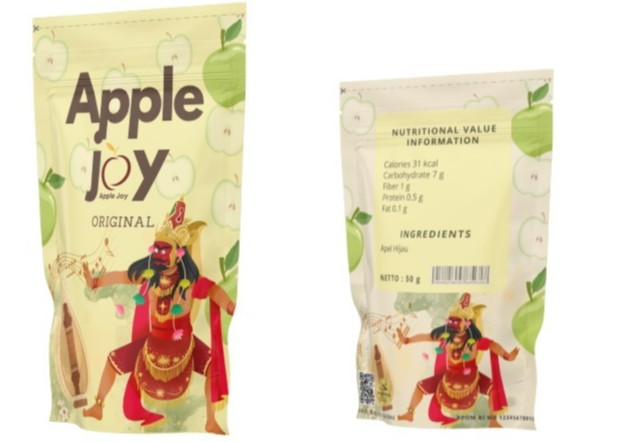 Apple
Joy
Apple Joy
ORIGINAL
NUTRITIONAL VALUE
INFORMATION
Calories 31 kcal
Carbohydrate 7 g
Fiber 1 g
Protein 0.5 g
Fat 0.1 g
INGREDIENTS
Apel Hijau
NETTO : 50 g